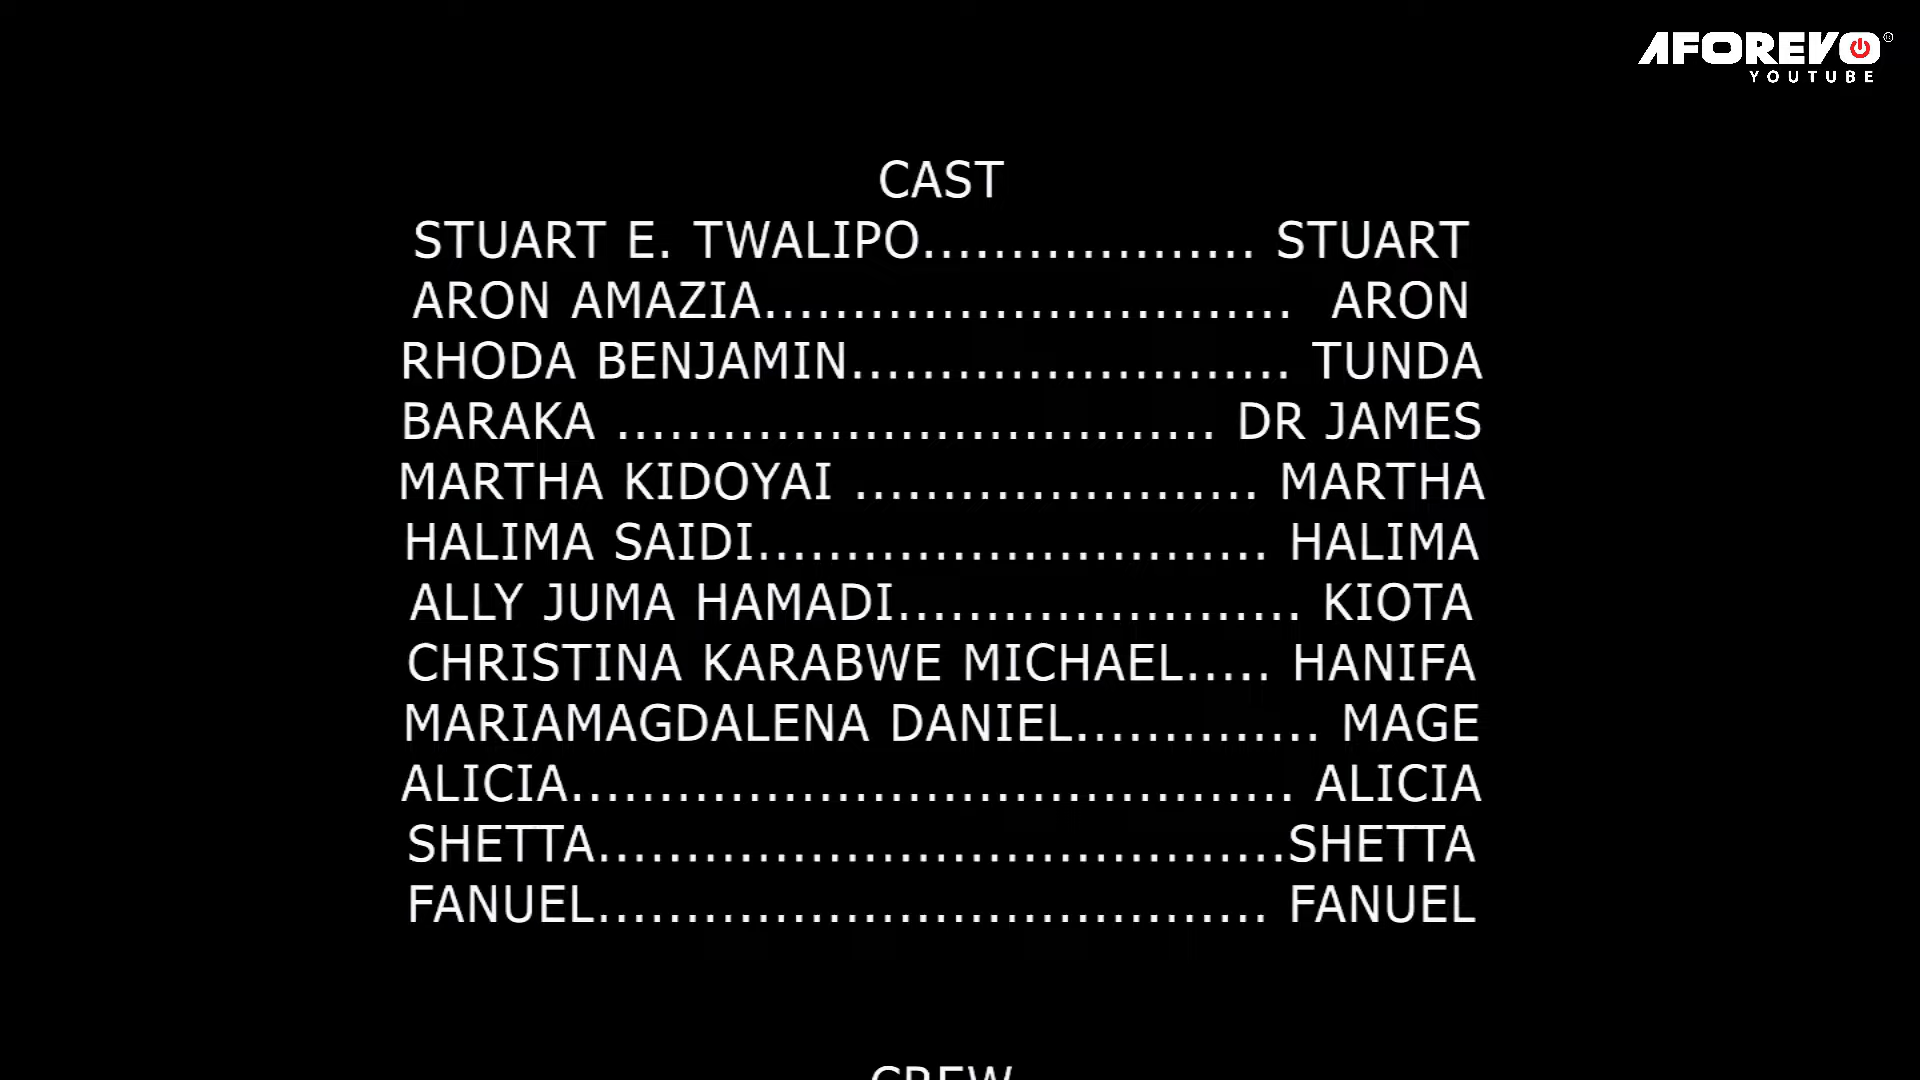 AFOREVO
YOUTUBE
CAST
STUART E. TWALIPO................... STUART
ARON AMAZIA.............................. ARON
RHODA BENJAMIN......................... TUNDA
BARAKA .................................. DR JAMES
MARTHA KIDOYAI ....................... MARTHA
HALIMA SAIDI............................. HALIMA
ALLY JUMA HAMADI....................... KIOTA
CHRISTINA KARABWE MICHAEL..... HANIFA
MARIAMAGDALENA DANIEL.............. MAGE
ALICIA......................................... ALICIA
SHETTA.......................................SHETTA
FANUEL...................................... FANUEL
CREW